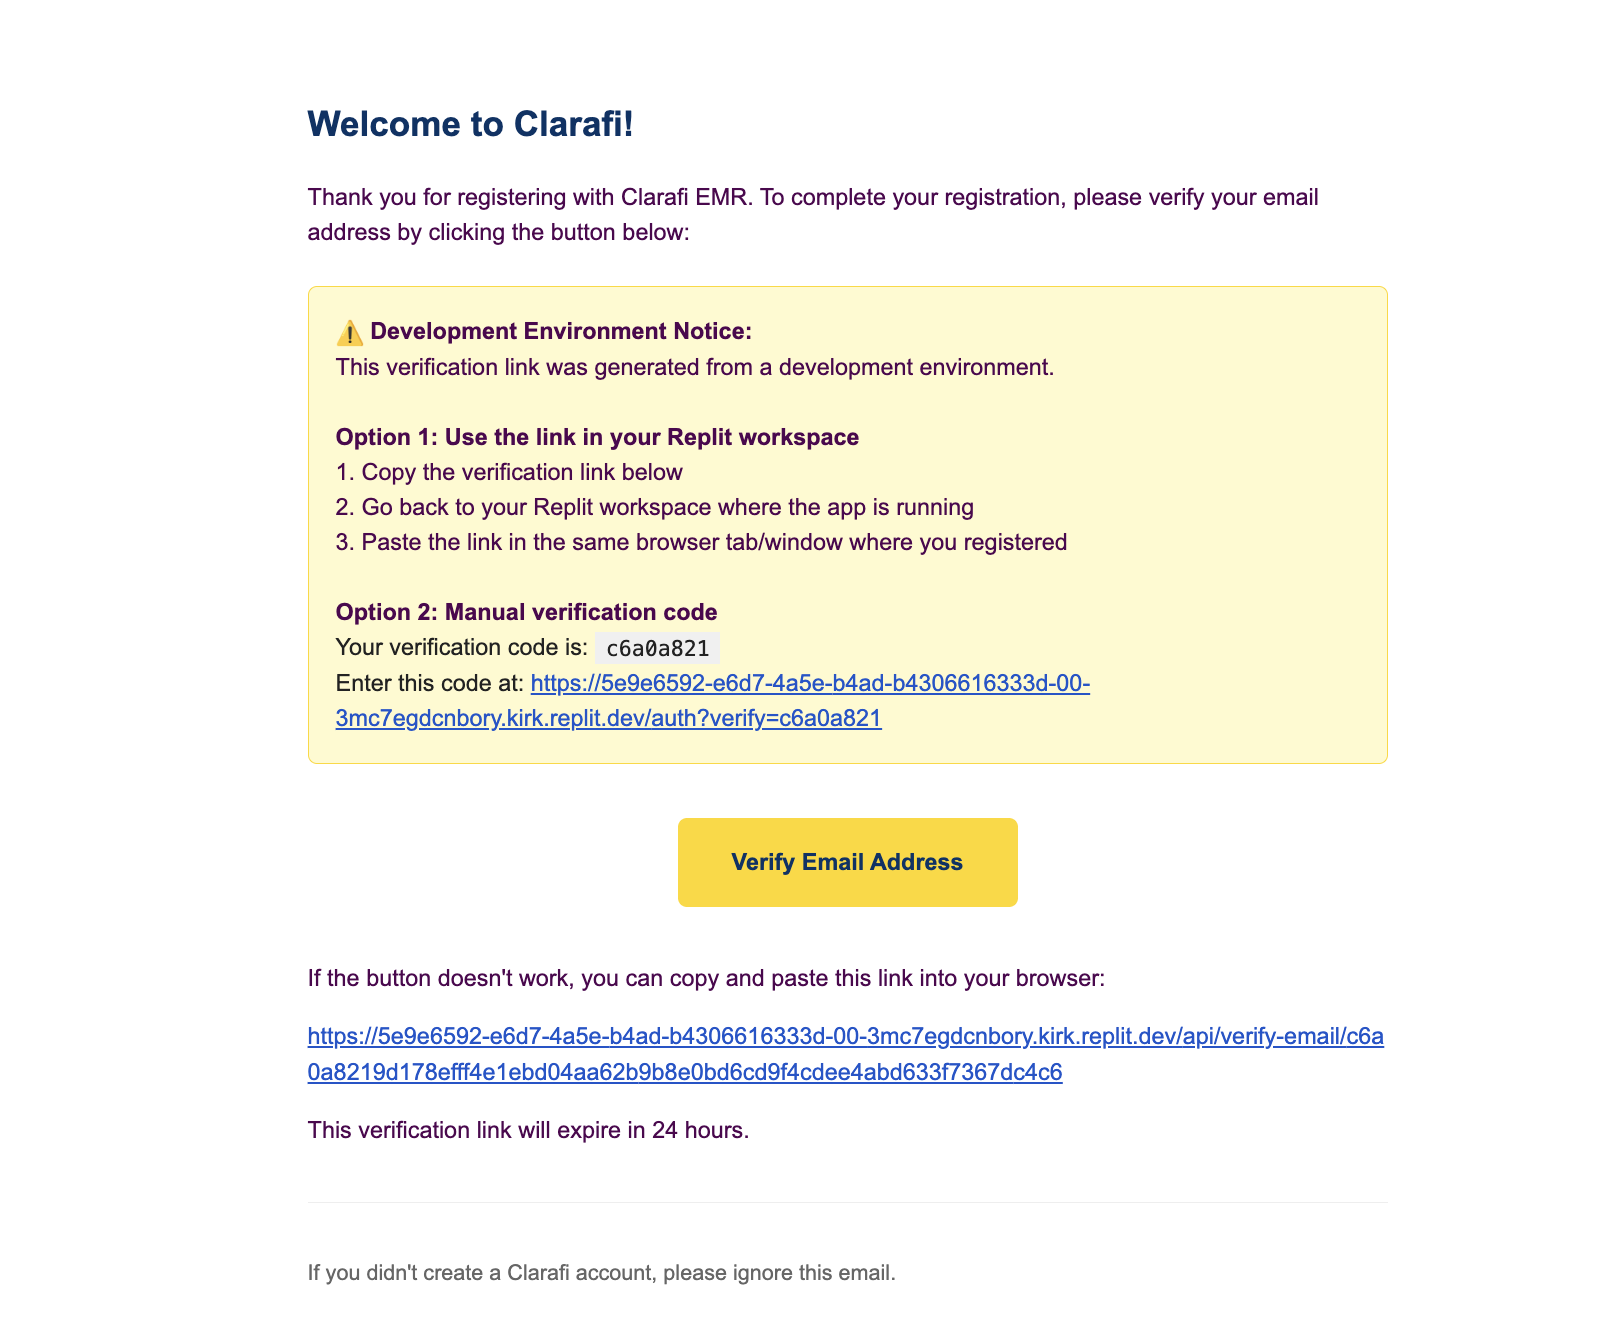 Welcome to Clarafi!
Thank you for registering with Clarafi EMR. To complete your registration, please verify your email
address by clicking the button below:
⚠️ Development Environment Notice:
This verification link was generated from a development environment.
Option 1: Use the link in your Replit workspace
1. Copy the verification link below
2. Go back to your Replit workspace where the app is running
3. Paste the link in the same browser tab/window where you registered
Option 2: Manual verification code
Your verification code is: c6a0a821
Enter this code at: https://5e9e6592-e6d7-4a5e-b4ad-b4306616333d-00-
3mc7egdcnbory.kirk.replit.dev/auth?verify=c6a0a821
Verify Email Address
If the button doesn't work, you can copy and paste this link into your browser:
https://5e9e6592-e6d7-4a5e-b4ad-b4306616333d-00-3mc7egdcnbory.kirk.replit.dev/api/verify-email/c6a
0a8219d178efff4e1ebd04aa62b9b8e0bd6cd9f4cdee4abd633f7367dc4c6
This verification link will expire in 24 hours.
If you didn't create a Clarafi account, please ignore this email.